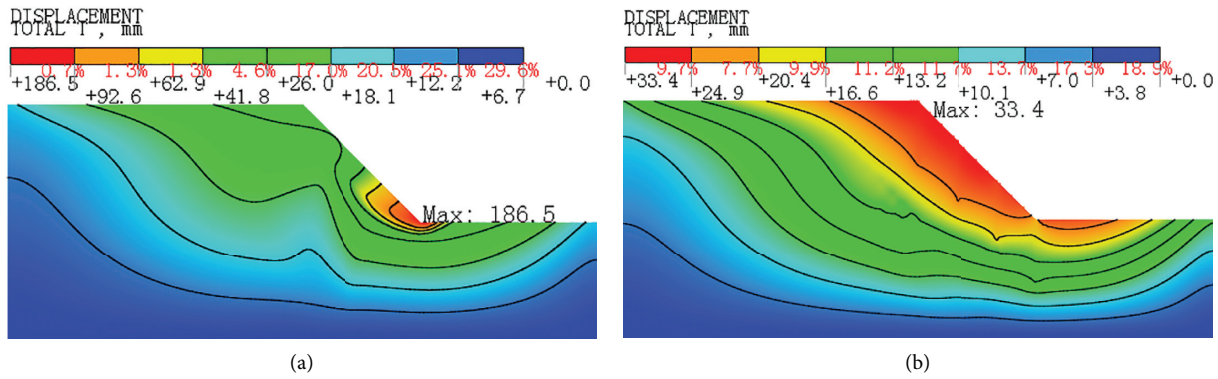 DISPLACEMENT
TOTAL T , mm
0.7% 1.3% 1.3% 4.6% 17.0% 20.5% 25.1% 29.6%
+186.5 +62.9 +26.0 +12.2 +0.0
+92.6 +41.8 +18.1 +6.7
Max: 186.5
(a)
DISPLACEMENT
TOTAL T , mm
9.7% 7.7% 9.9% 11.2% 13.7% 17.3% 18.9%
+33.4 +20.4 +13.2 +7.0 +0.0
+24.9 +16.6 +10.1 +3.8
Max: 33.4
(b)